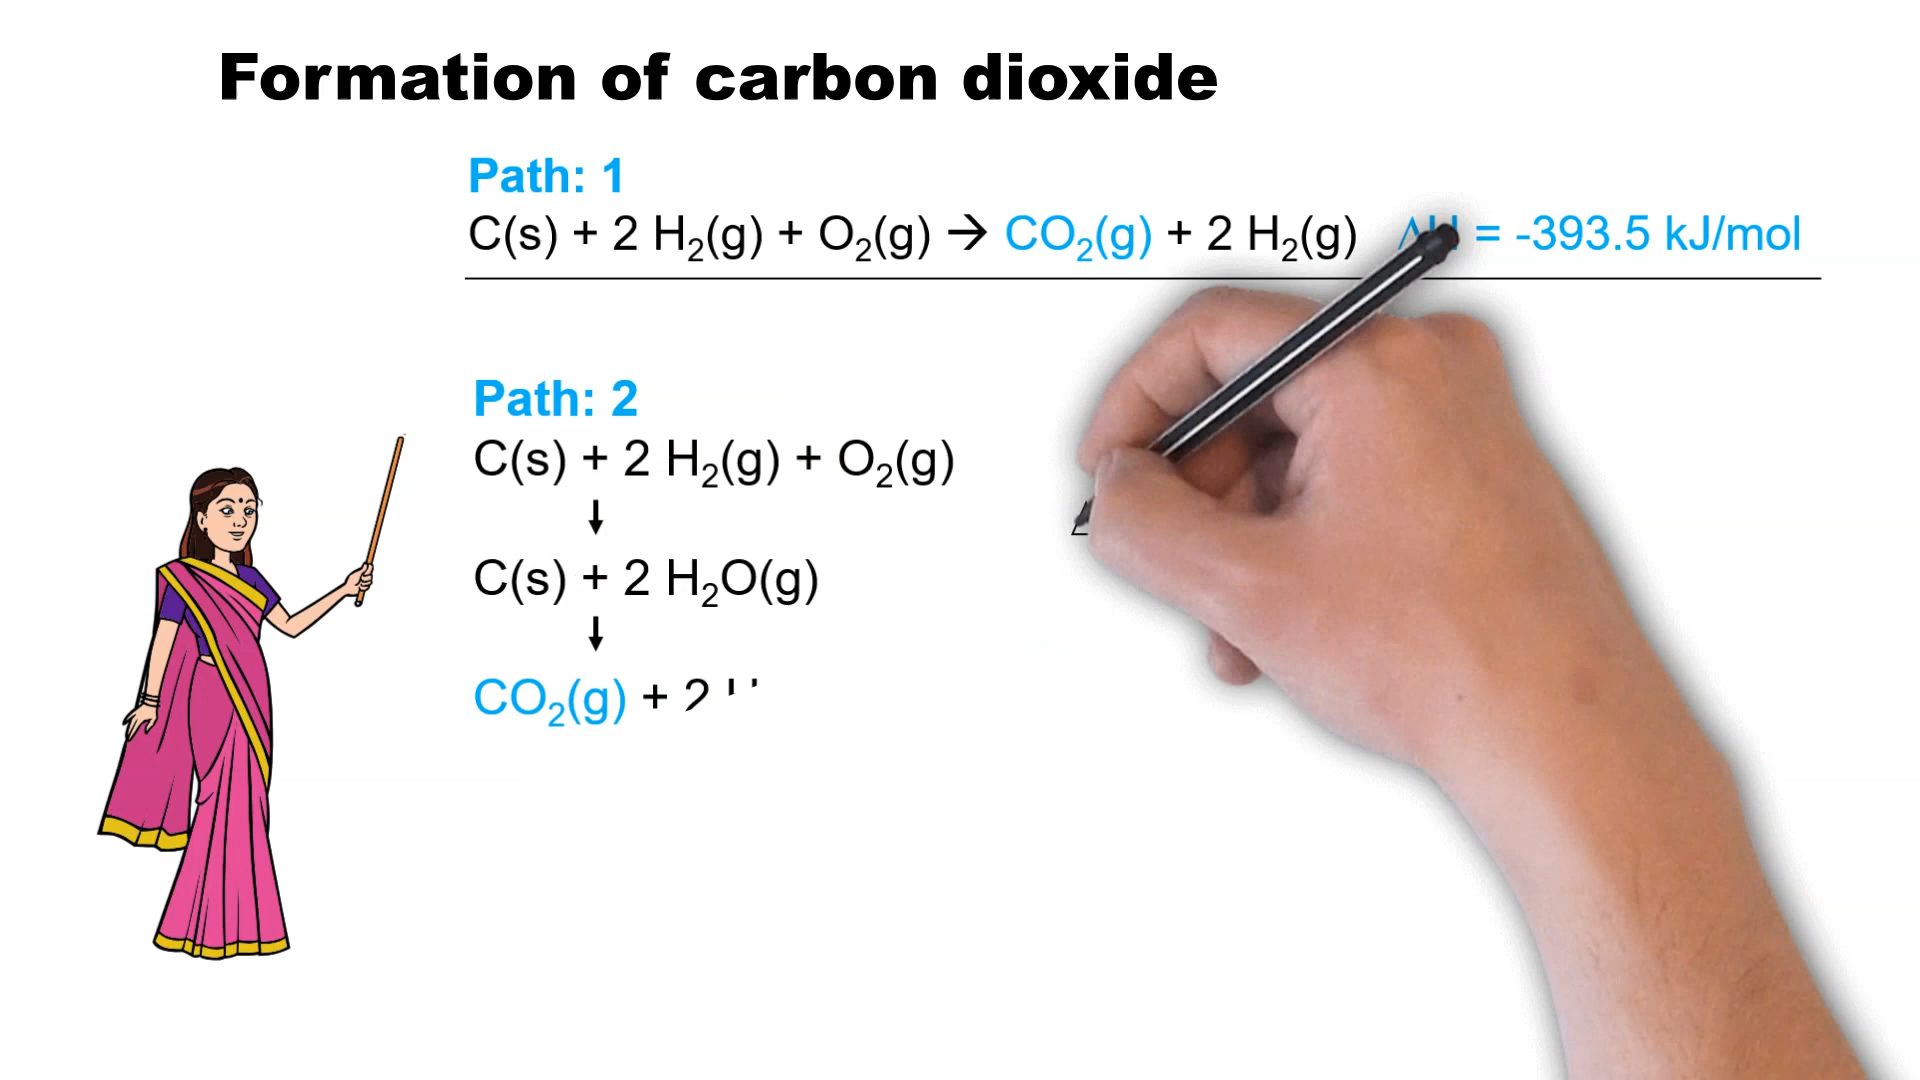 Formation of carbon dioxide
Path: 1
C(s) + 2 H₂(g) + O₂(g) → CO₂(g) + 2 H₂(g) = -393.5 kJ/mol
Path: 2
C(s) + 2 H₂(g) + O₂(g)
↓
C(s) + 2 H₂O(g)
↓
CO₂(g) + 2